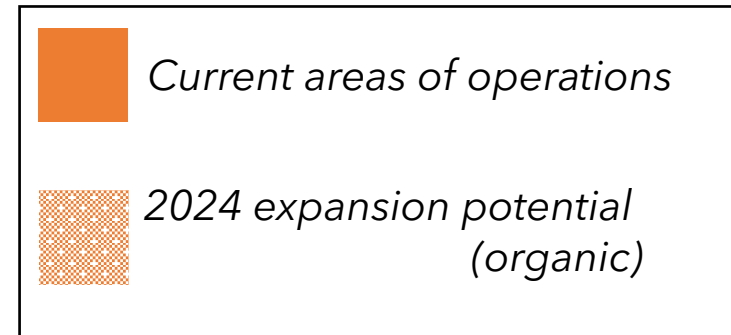 Current areas of operations
2024 expansion potential
(organic)